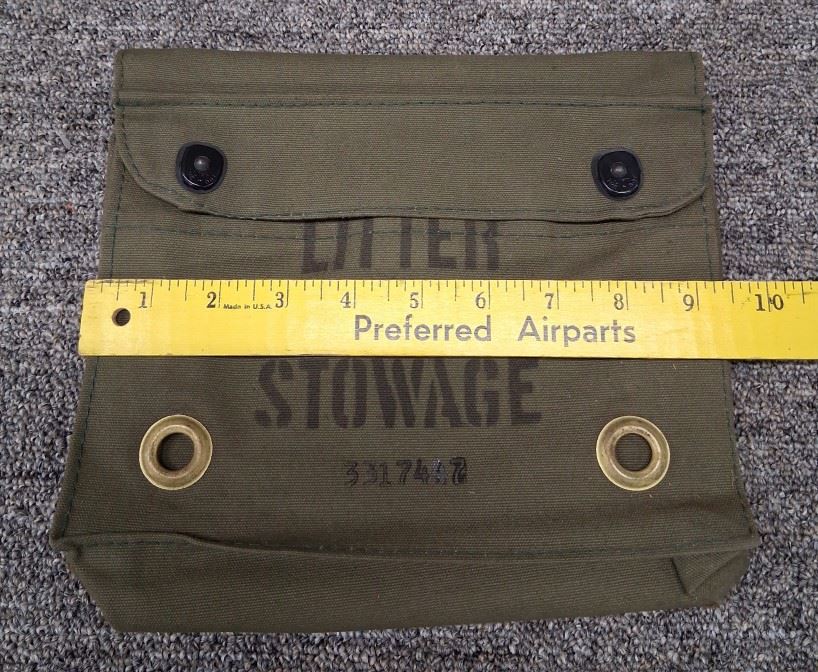 LITTER
1 2 Made in U.S.A. 3 4 5 6 7 8 9 10
Preferred Airparts
STOWAGE